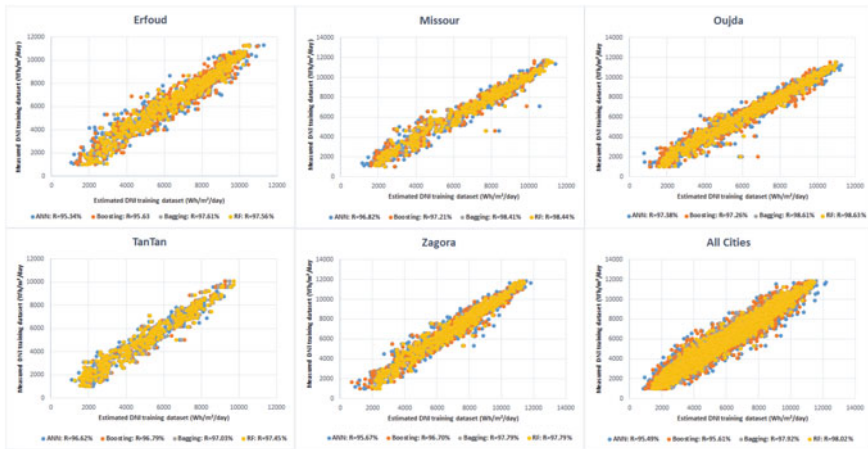 Erfoud
Measured DNI training dataset (Wh/m²/day)
12000
10000
8000
6000
4000
2000
0
0 2000 4000 6000 8000 10000 12000
Estimated DNI training dataset (Wh/m²/day)
ANN: R=95.34% Boosting: R=95.63 Bagging: R=97.61% RF: R=97.56%
Missour
Measured DNI training dataset (Wh/m²/day)
14000
12000
10000
8000
6000
4000
2000
0
0 2000 4000 6000 8000 10000 12000 14000
Estimated DNI training dataset (Wh/m²/day)
ANN: R=96.82% Boosting: R=97.21% Bagging: R=98.41% RF: R=98.44%
Oujda
Measured DNI training dataset (Wh/m²/day)
14000
12000
10000
8000
6000
4000
2000
0
0 2000 4000 6000 8000 10000 12000
Estimated DNI training dataset (Wh/m²/day)
ANN: R=97.38% Boosting: R=97.26% Bagging: R=98.61% RF: R=98.63%
TanTan
Measured DNI training dataset (Wh/m²/day
12000
10000
8000
6000
4000
2000
0
0 2000 4000 6000 8000 10000 12000
Estimated DNI training dataset (Wh/m²/day)
ANN: R=96.62% Boosting: R=96.79% Bagging: R=97.03% RF: R=97.45%
Zagora
Measured DNI training dataset (Wh/m²/day
14000
12000
10000
8000
6000
4000
2000
0
0 2000 4000 6000 8000 10000 12000 14000
Estimated DNI training dataset (Wh/m²/day)
ANN: R=95.67% Boosting: R=96.70% Bagging: R=97.79% RF: R=97.79%
All Cities
Measured DNI training dataset (Wh/m²/day
14000
12000
10000
8000
6000
4000
2000
0
0 2000 4000 6000 8000 10000 12000 14000
Estimated DNI training dataset (Wh/m²/day)
ANN: R=95.49% Boosting: R=95.61% Bagging: R=97.92% RF: R=98.02%